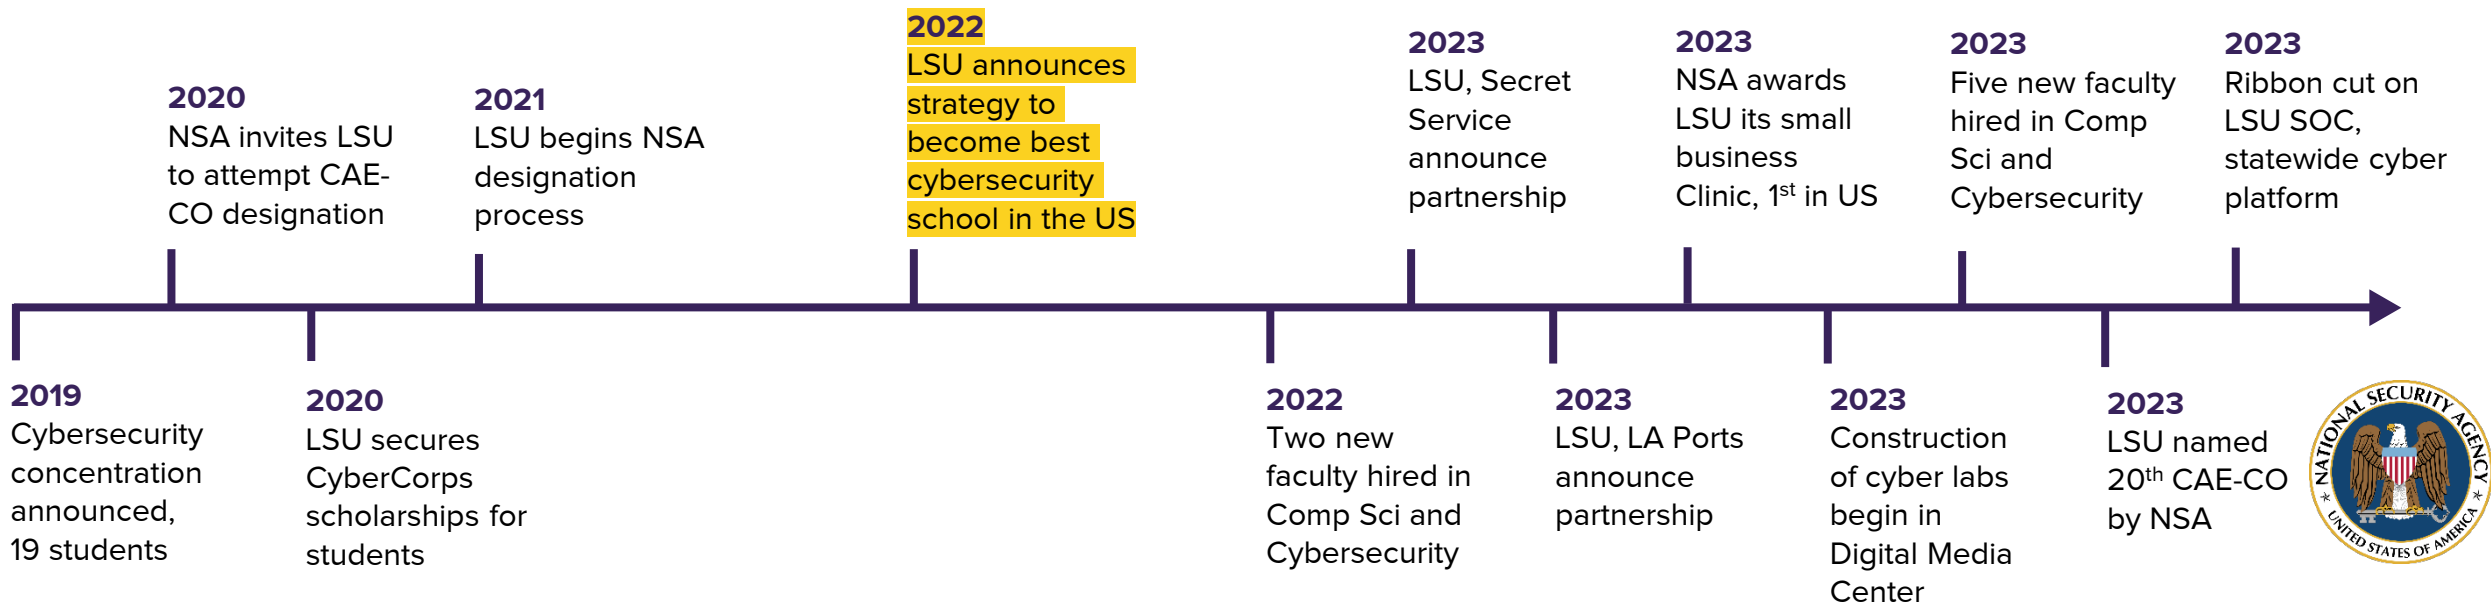 2019
Cybersecurity
concentration
announced,
19 students
2020
NSA invites LSU
to attempt CAE-
CO designation
2020
LSU secures
CyberCorps
scholarships for
students
2021
LSU begins NSA
designation
process
2022
LSU announces
strategy to
become best
cybersecurity
school in the US
2022
Two new
faculty hired in
Comp Sci and
Cybersecurity
2023
LSU, Secret
Service
announce
partnership
2023
LSU, LA Ports
announce
partnership
2023
NSA awards
LSU its small
business
Clinic, 1st in US
2023
Construction
of cyber labs
begin in
Digital Media
Center
2023
Five new faculty
hired in Comp
Sci and
Cybersecurity
2023
LSU named
20th CAE-CO
by NSA
2023
Ribbon cut on
LSU SOC,
statewide cyber
platform
NATIONAL SECURITY AGENCY
UNITED STATES OF AMERICA